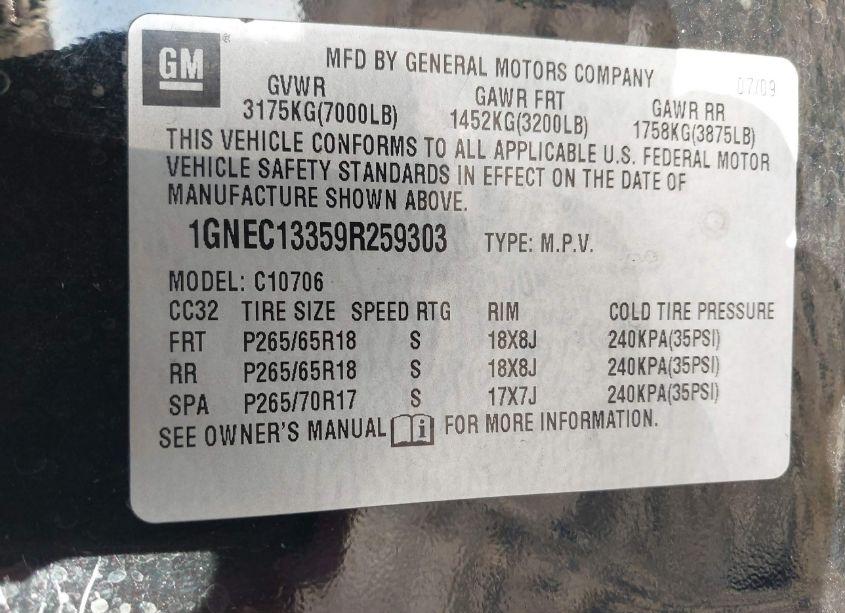 GM
MFD BY GENERAL MOTORS COMPANY 07/09
GVWR GAWR FRT GAWR RR
3175KG(7000LB) 1452KG(3200LB) 1758KG(3875LB)
THIS VEHICLE CONFORMS TO ALL APPLICABLE U.S. FEDERAL MOTOR
VEHICLE SAFETY STANDARDS IN EFFECT ON THE DATE OF
MANUFACTURE SHOWN ABOVE.
1GNEC13359R259303 TYPE: M.P.V.
MODEL: C10706
CC32 TIRE SIZE SPEED RTG RIM COLD TIRE PRESSURE
FRT P265/65R18 S 18X8J 240KPA(35PSI)
RR P265/65R18 S 18X8J 240KPA(35PSI)
SPA P265/70R17 S 17X7J 240KPA(35PSI)
SEE OWNER'S MANUAL i FOR MORE INFORMATION.